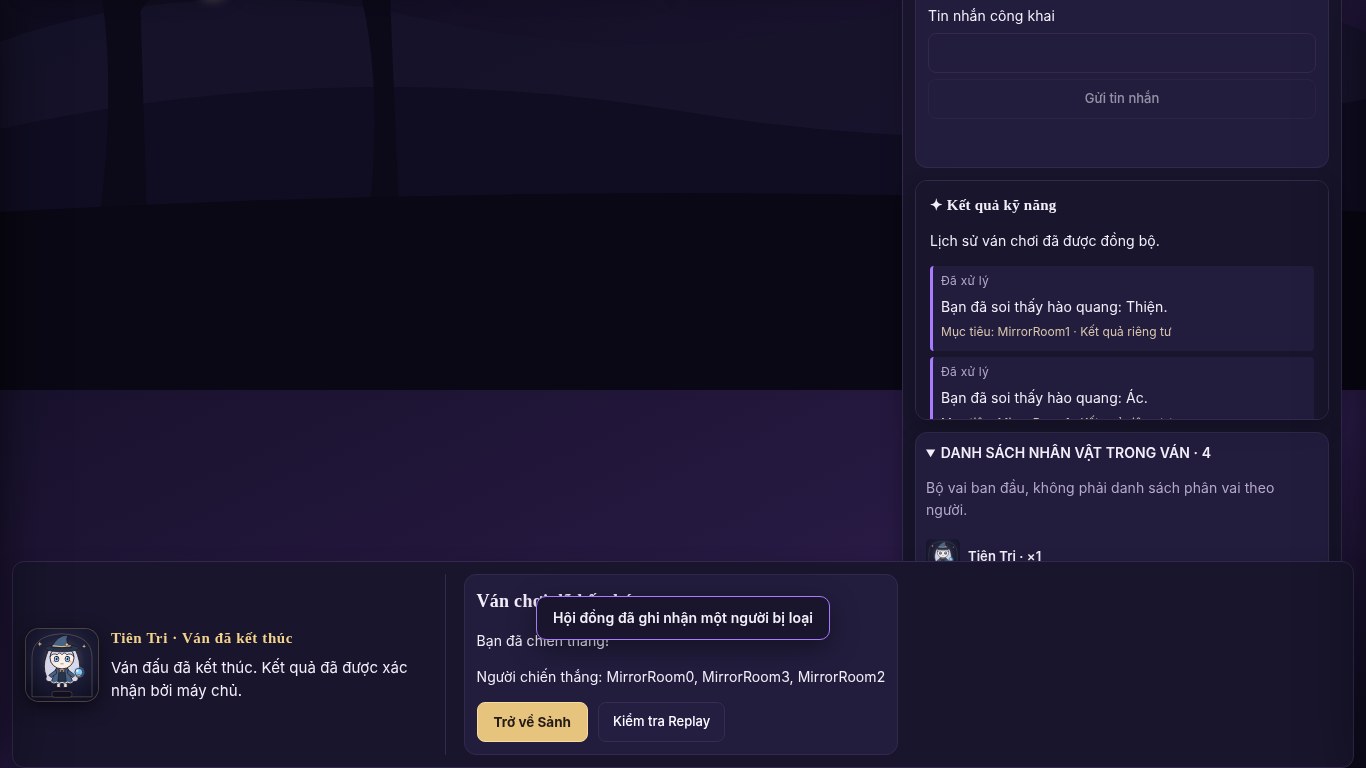 Tin nhắn công khai
Gửi tin nhắn
✦ Kết quả kỹ năng
Lịch sử ván chơi đã được đồng bộ.
Đã xử lý
Bạn đã soi thấy hào quang: Thiện.
Mục tiêu: MirrorRoom1 · Kết quả riêng tư
Đã xử lý
Bạn đã soi thấy hào quang: Ác.
▼ DANH SÁCH NHÂN VẬT TRONG VÁN · 4
Bộ vai ban đầu, không phải danh sách phân vai theo
người.
Tiên Tri · ×1
Tiên Tri · Ván đã kết thúc
Ván đấu đã kết thúc. Kết quả đã được xác
nhận bởi máy chủ.
Ván
Hội đồng đã ghi nhận một người bị loại
Bạn đã chiến thắng!
Người chiến thắng: MirrorRoom0, MirrorRoom3, MirrorRoom2
Trở về Sảnh
Kiểm tra Replay